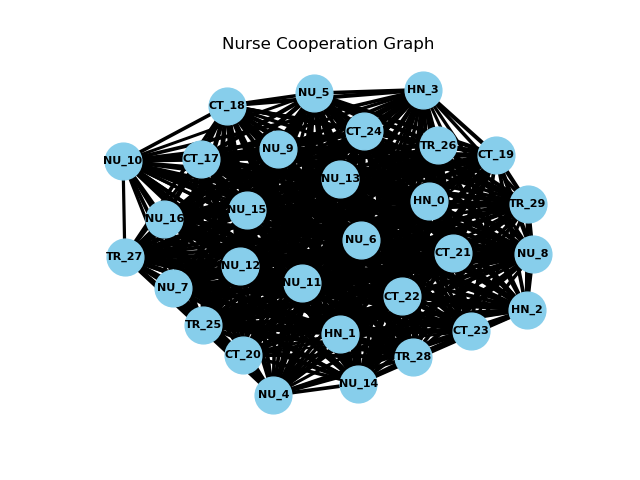 Nurse Cooperation Graph
HN_3
NU_5
CT_18
CT_24
TR_26
NU_9
CT_19
CT_17
NU_10
NU_13
HN_0
TR_29
NU_15
NU_16
NU_6
CT_21
NU_8
TR_27
NU_12
NU_11
NU_7
CT_22
HN_2
TR_25
CT_23
HN_1
CT_20
TR_28
NU_14
NU_4